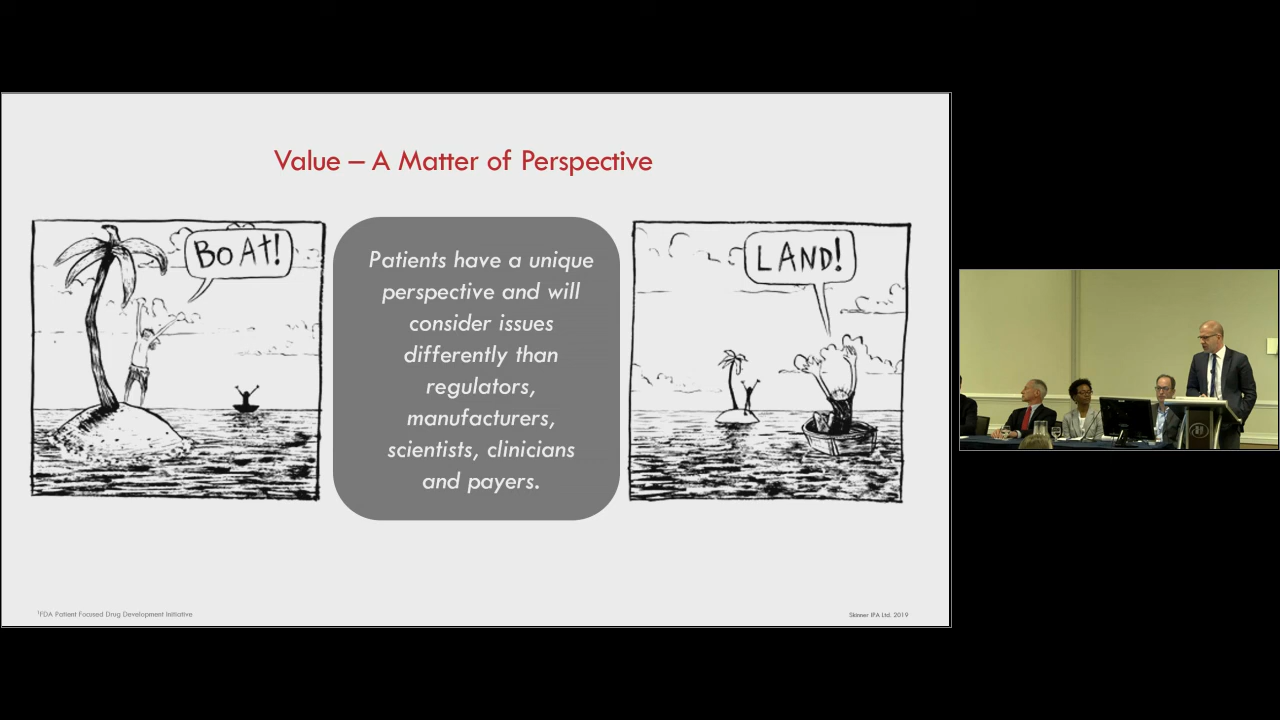 Value – A Matter of Perspective
BoAt!
Patients have a unique
perspective and will
consider issues
differently than
regulators,
manufacturers,
scientists, clinicians
and payers.
LAND!
¹FDA Patient Focused Drug Development Initiative
Skinner IPA Ltd. 2019